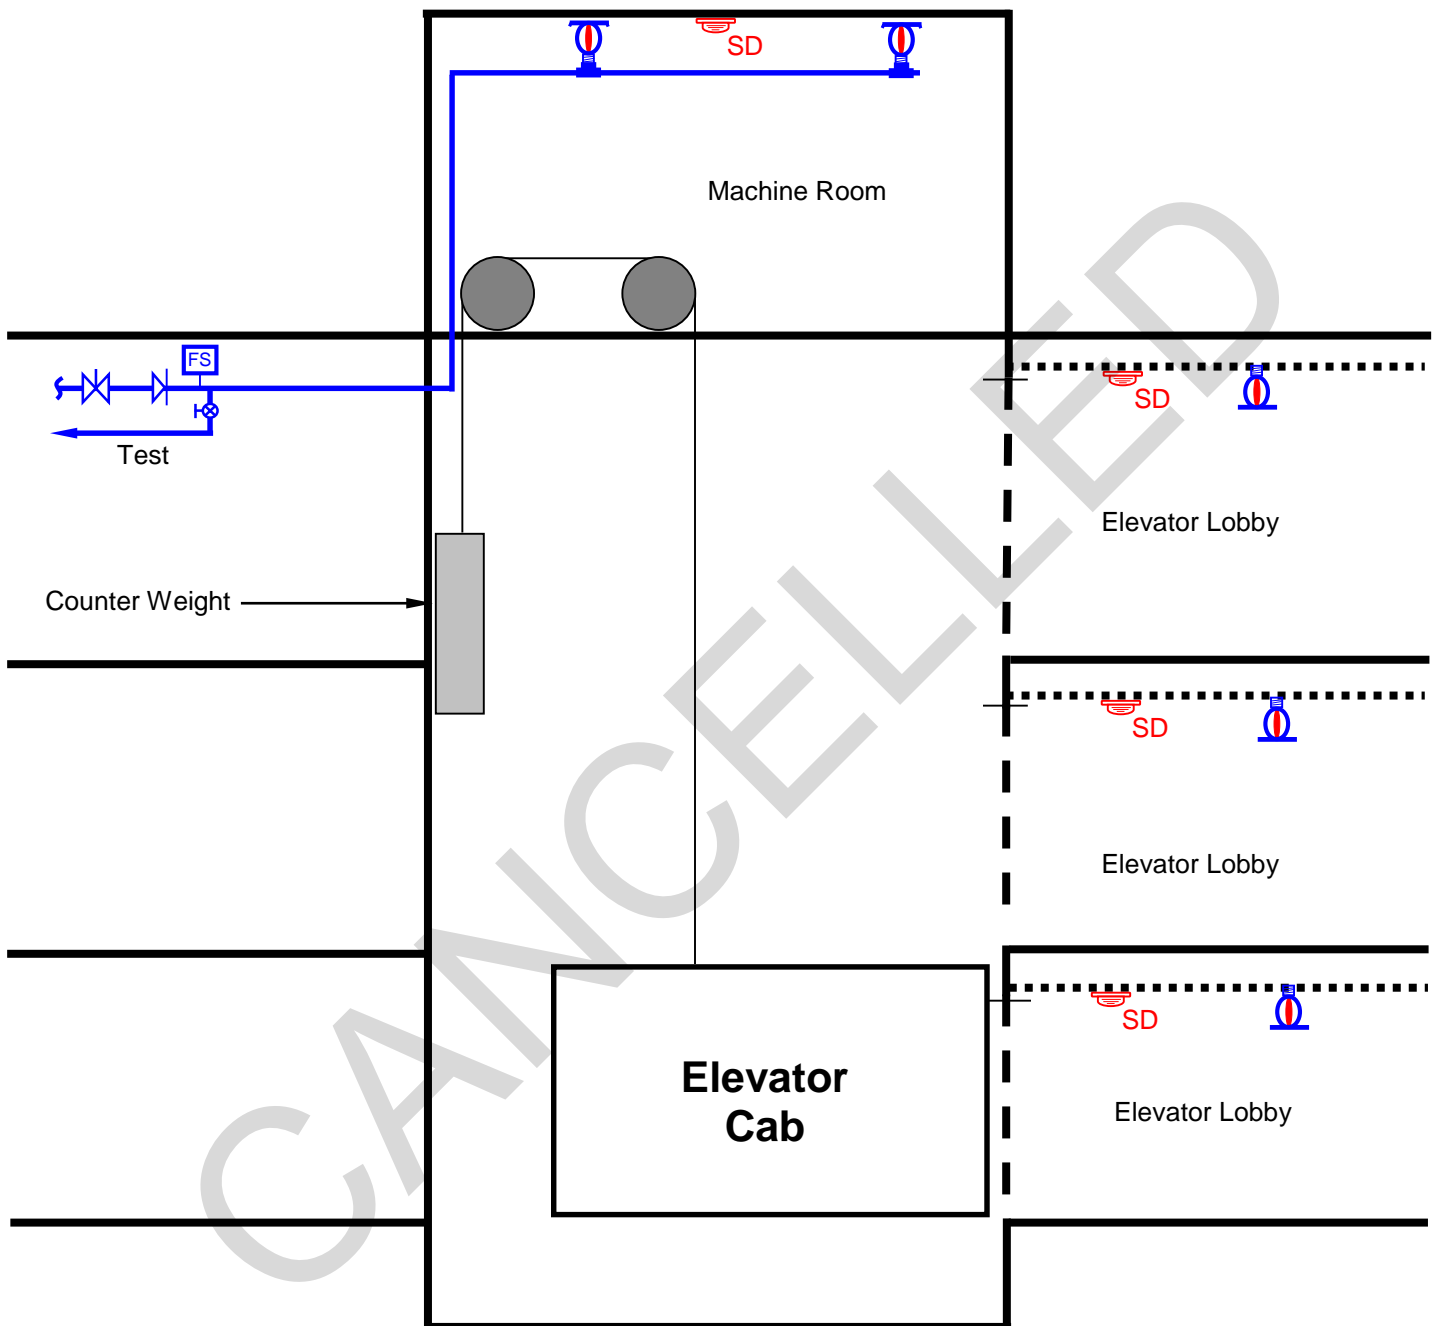 SD
Machine Room
FS
SD
Test
Elevator Lobby
Counter Weight
SD
Elevator Lobby
SD
Elevator
Cab
Elevator Lobby
CANCELLED